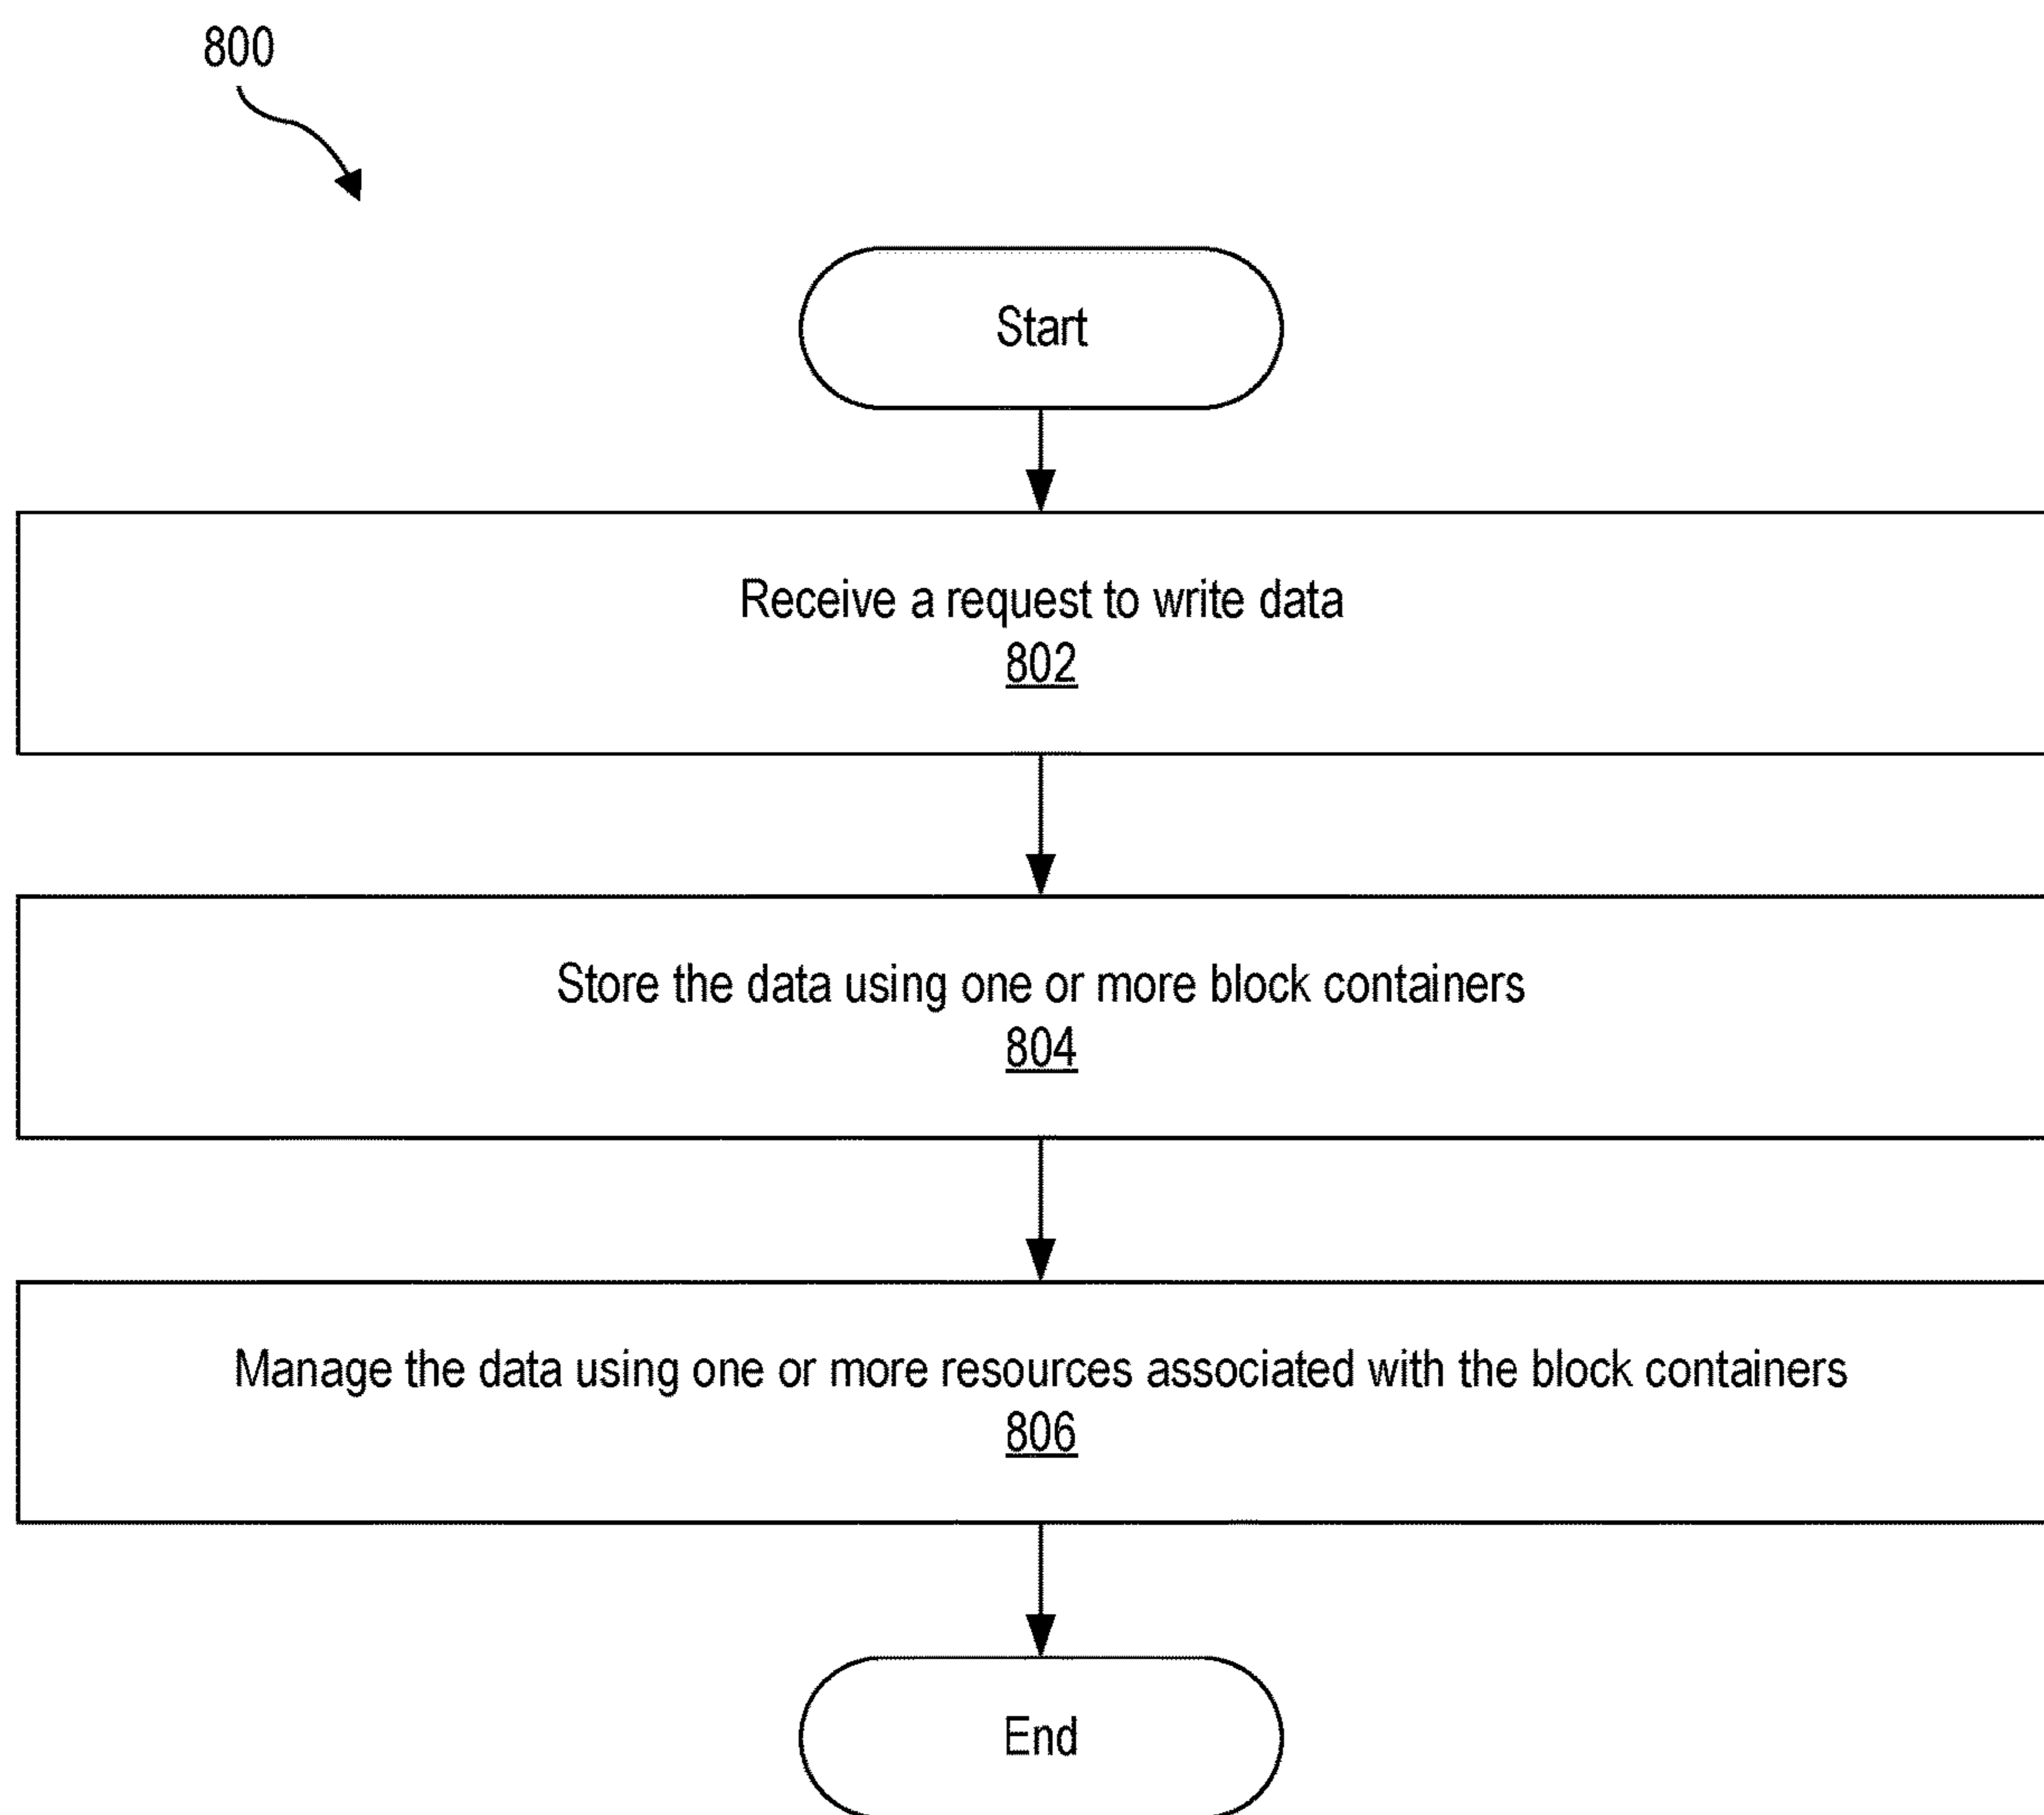 800
Start
Receive a request to write data
802
Store the data using one or more block containers
804
Manage the data using one or more resources associated with the block containers
806
End